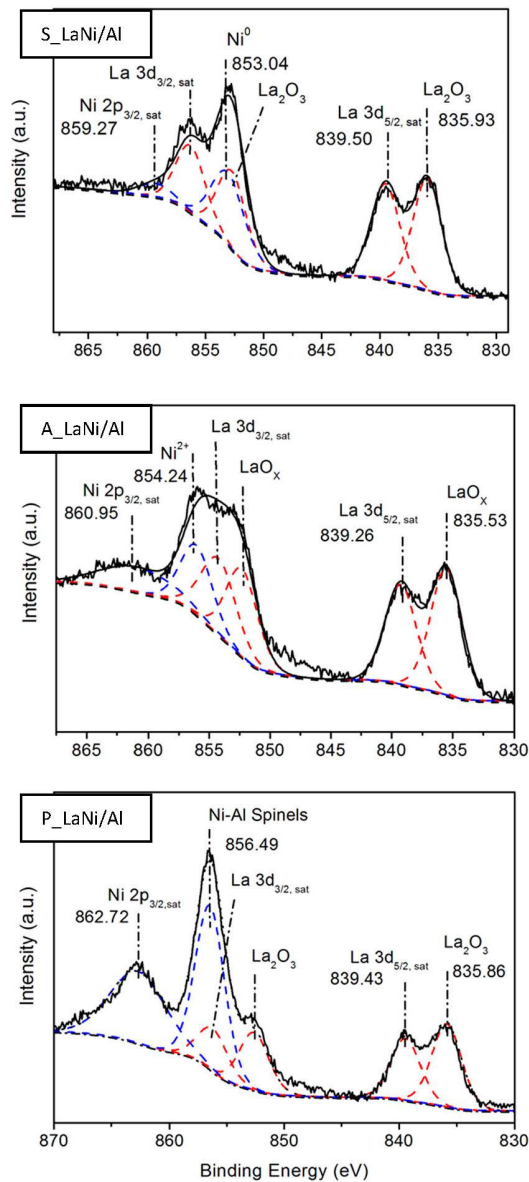 S_LaNi/Al
Ni⁰
853.04
La 3d3/2, sat
La₂O₃
Ni 2p3/2, sat
859.27
La 3d5/2, sat
839.50
La₂O₃
835.93
Intensity (a.u.)
865 860 855 850 845 840 835 830
A_LaNi/Al
La 3d3/2, sat
Ni²⁺
854.24
LaOX
Ni 2p3/2, sat
860.95
La 3d5/2, sat
839.26
LaOX
835.53
Intensity (a.u.)
865 860 855 850 845 840 835 830
P_LaNi/Al
Ni-Al Spinels
856.49
La 3d3/2, sat
Ni 2p3/2,sat
862.72
La₂O₃
La 3d5/2, sat
839.43
La₂O₃
835.86
Intensity (a.u.)
870 860 850 840 830
Binding Energy (eV)